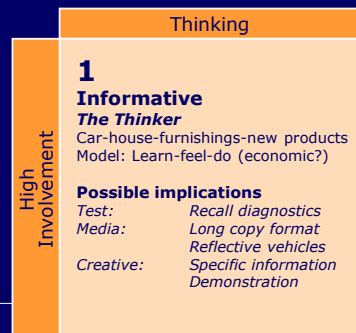 Thinking
High
Involvement
1
Informative
The Thinker
Car-house-furnishings-new products
Model: Learn-feel-do (economic?)
Possible implications
Test: Recall diagnostics
Media: Long copy format
Reflective vehicles
Creative: Specific information
Demonstration